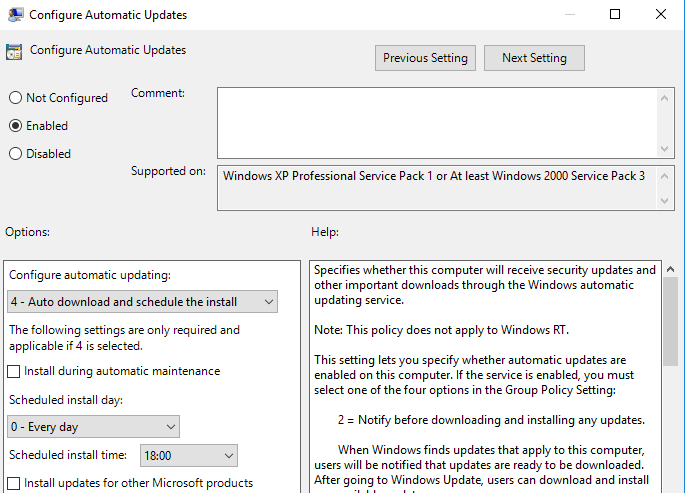 Configure Automatic Updates
Configure Automatic Updates
Previous Setting
Next Setting
Not Configured
Comment:
Enabled
Disabled
Supported on:
Windows XP Professional Service Pack 1 or At least Windows 2000 Service Pack 3
Options:
Help:
Configure automatic updating:
4 - Auto download and schedule the install
The following settings are only required and
applicable if 4 is selected.
Install during automatic maintenance
Scheduled install day:
0 - Every day
Scheduled install time:
18:00
Install updates for other Microsoft products
Specifies whether this computer will receive security updates and
other important downloads through the Windows automatic
updating service.
Note: This policy does not apply to Windows RT.
This setting lets you specify whether automatic updates are
enabled on this computer. If the service is enabled, you must
select one of the four options in the Group Policy Setting:
2 = Notify before downloading and installing any updates.
When Windows finds updates that apply to this computer,
users will be notified that updates are ready to be downloaded.
After going to Windows Update, users can download and install